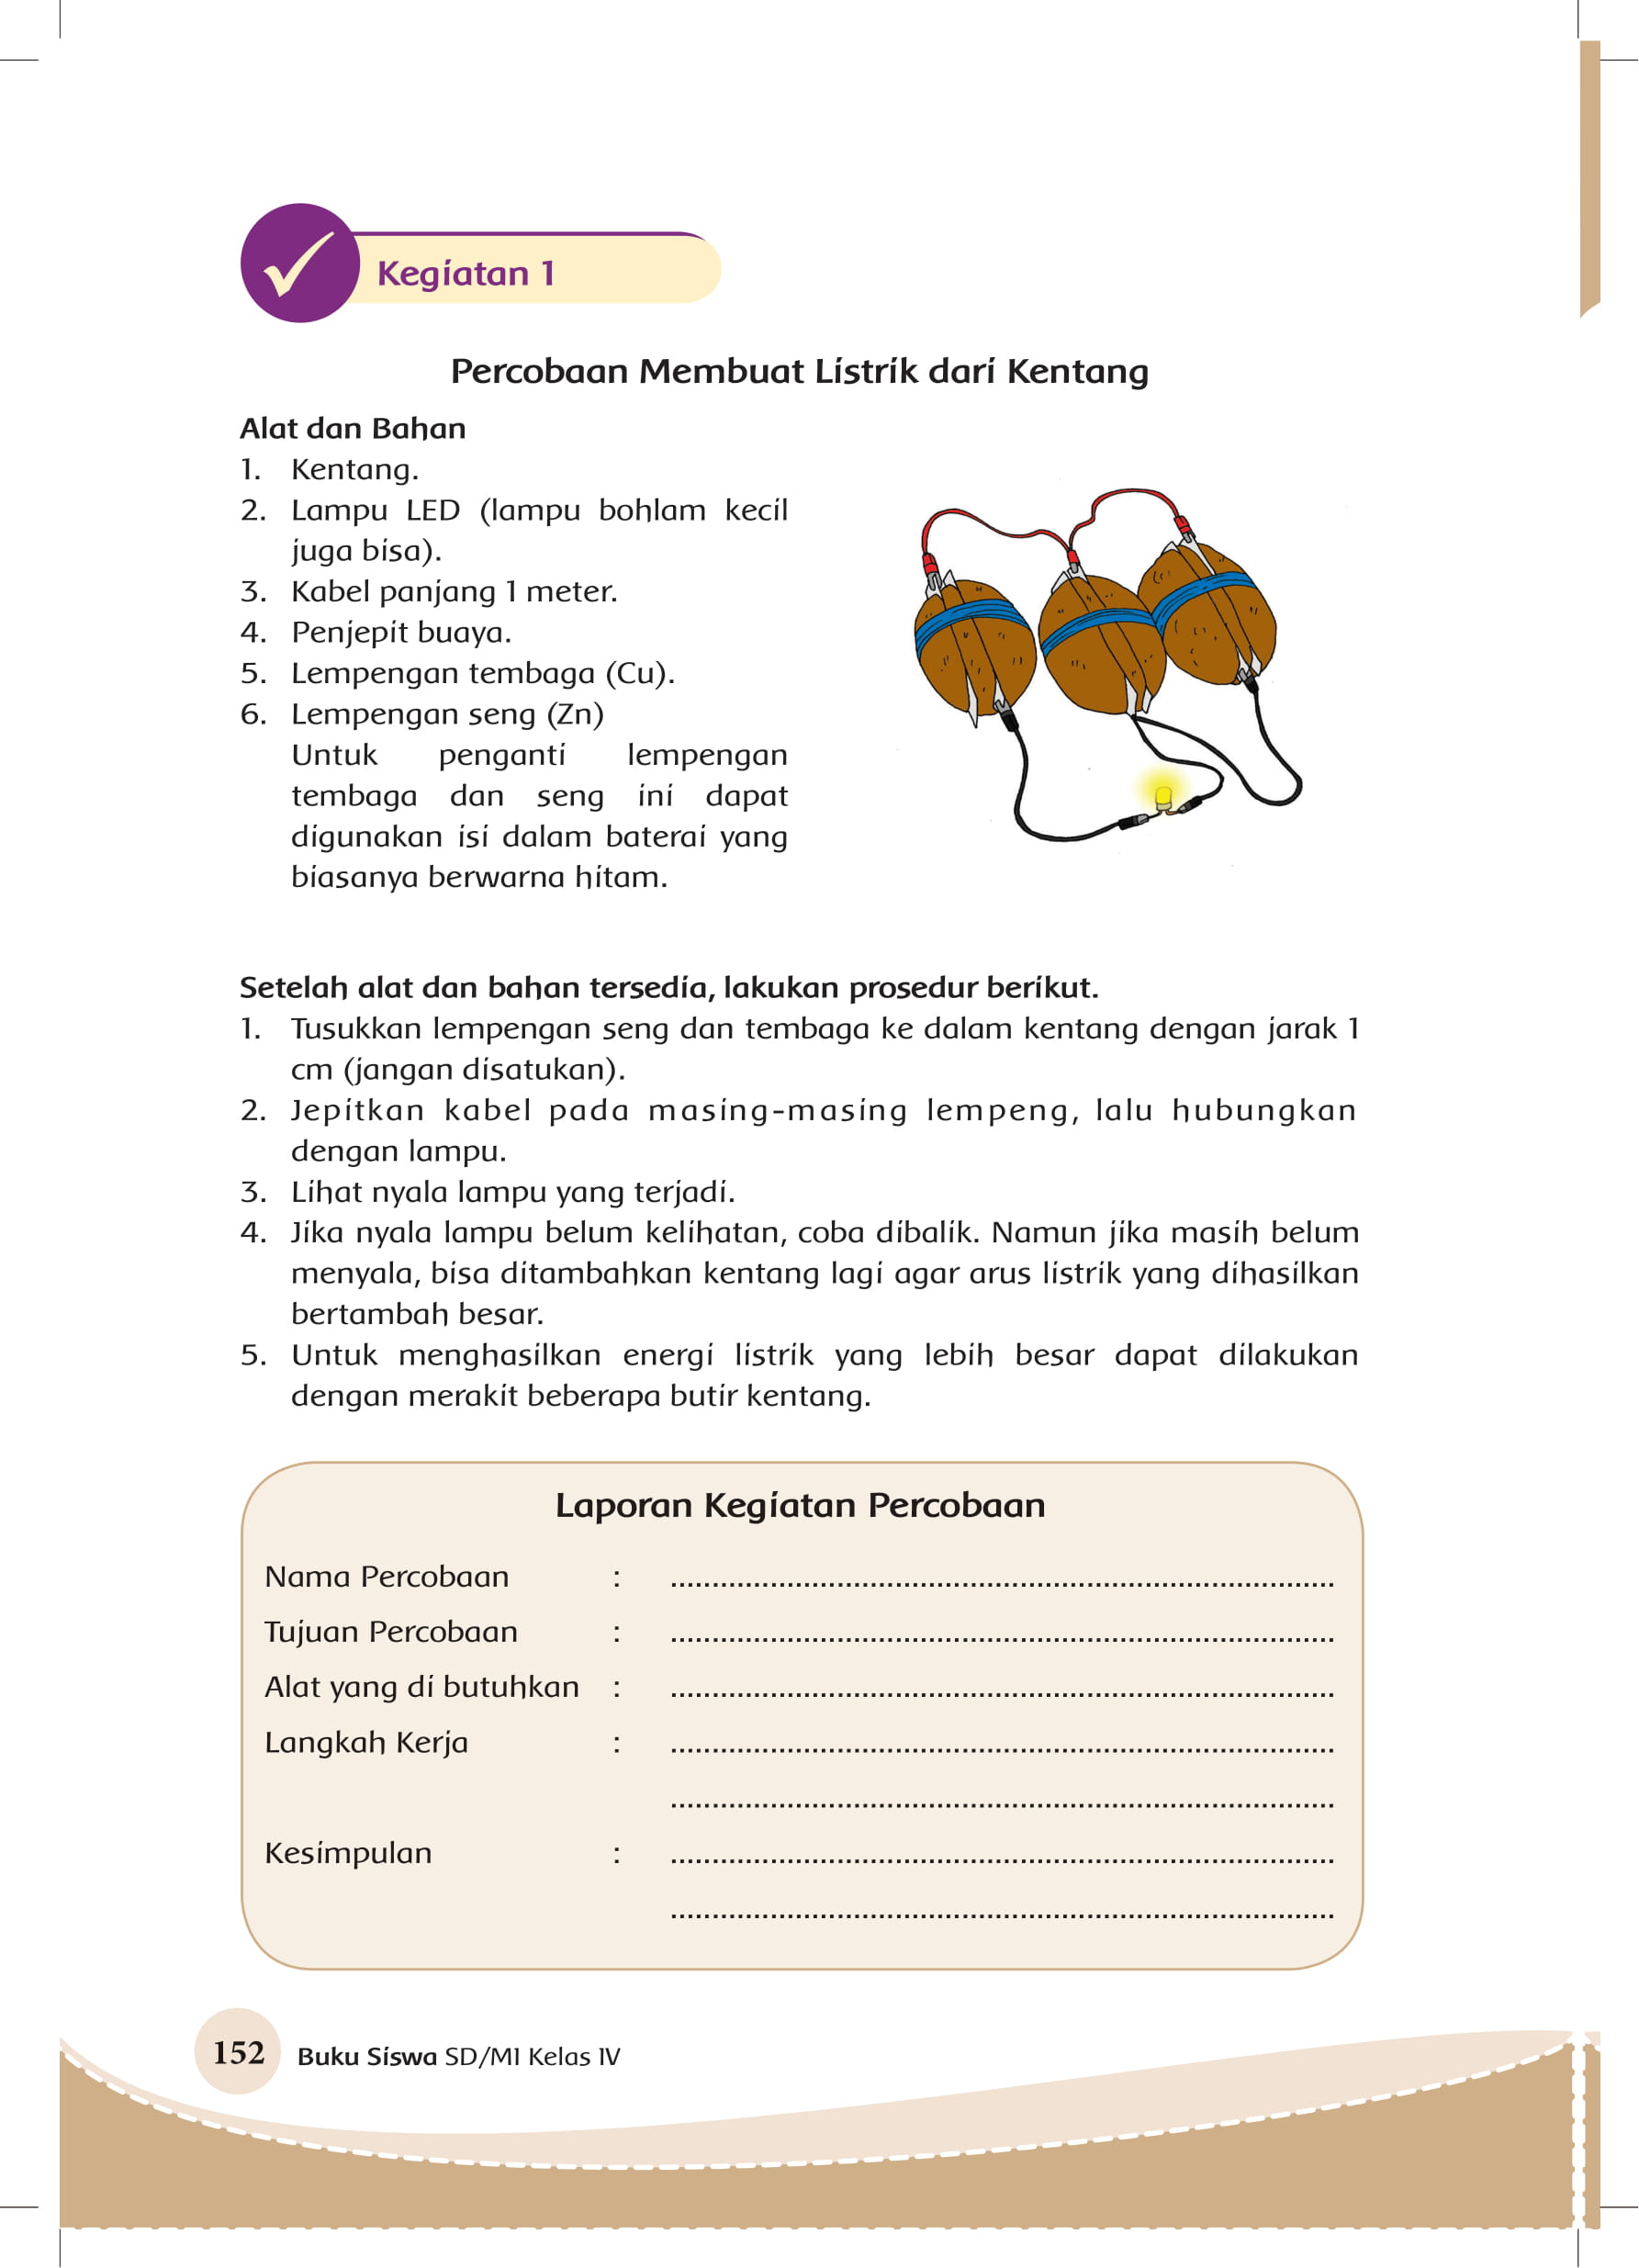 Kegiatan 1
Percobaan Membuat Listrik dari Kentang
Alat dan Bahan
1. Kentang.
2. Lampu LED (lampu bohlam kecil
juga bisa).
3. Kabel panjang 1 meter.
4. Penjepit buaya.
5. Lempengan tembaga (Cu).
6. Lempengan seng (Zn)
Untuk penganti lempengan
tembaga dan seng ini dapat
digunakan isi dalam baterai yang
biasanya berwarna hitam.
Setelah alat dan bahan tersedia, lakukan prosedur berikut.
1. Tusukkan lempengan seng dan tembaga ke dalam kentang dengan jarak 1
cm (jangan disatukan).
2. Jepitkan kabel pada masing-masing lempeng, lalu hubungkan
dengan lampu.
3. Lihat nyala lampu yang terjadi.
4. Jika nyala lampu belum kelihatan, coba dibalik. Namun jika masih belum
menyala, bisa ditambahkan kentang lagi agar arus listrik yang dihasilkan
bertambah besar.
5. Untuk menghasilkan energi listrik yang lebih besar dapat dilakukan
dengan merakit beberapa butir kentang.
Laporan Kegiatan Percobaan
Nama Percobaan : ................................................................................
Tujuan Percobaan : ................................................................................
Alat yang di butuhkan : ................................................................................
Langkah Kerja : ................................................................................
................................................................................
Kesimpulan : ................................................................................
................................................................................
152 Buku Siswa SD/MI Kelas IV